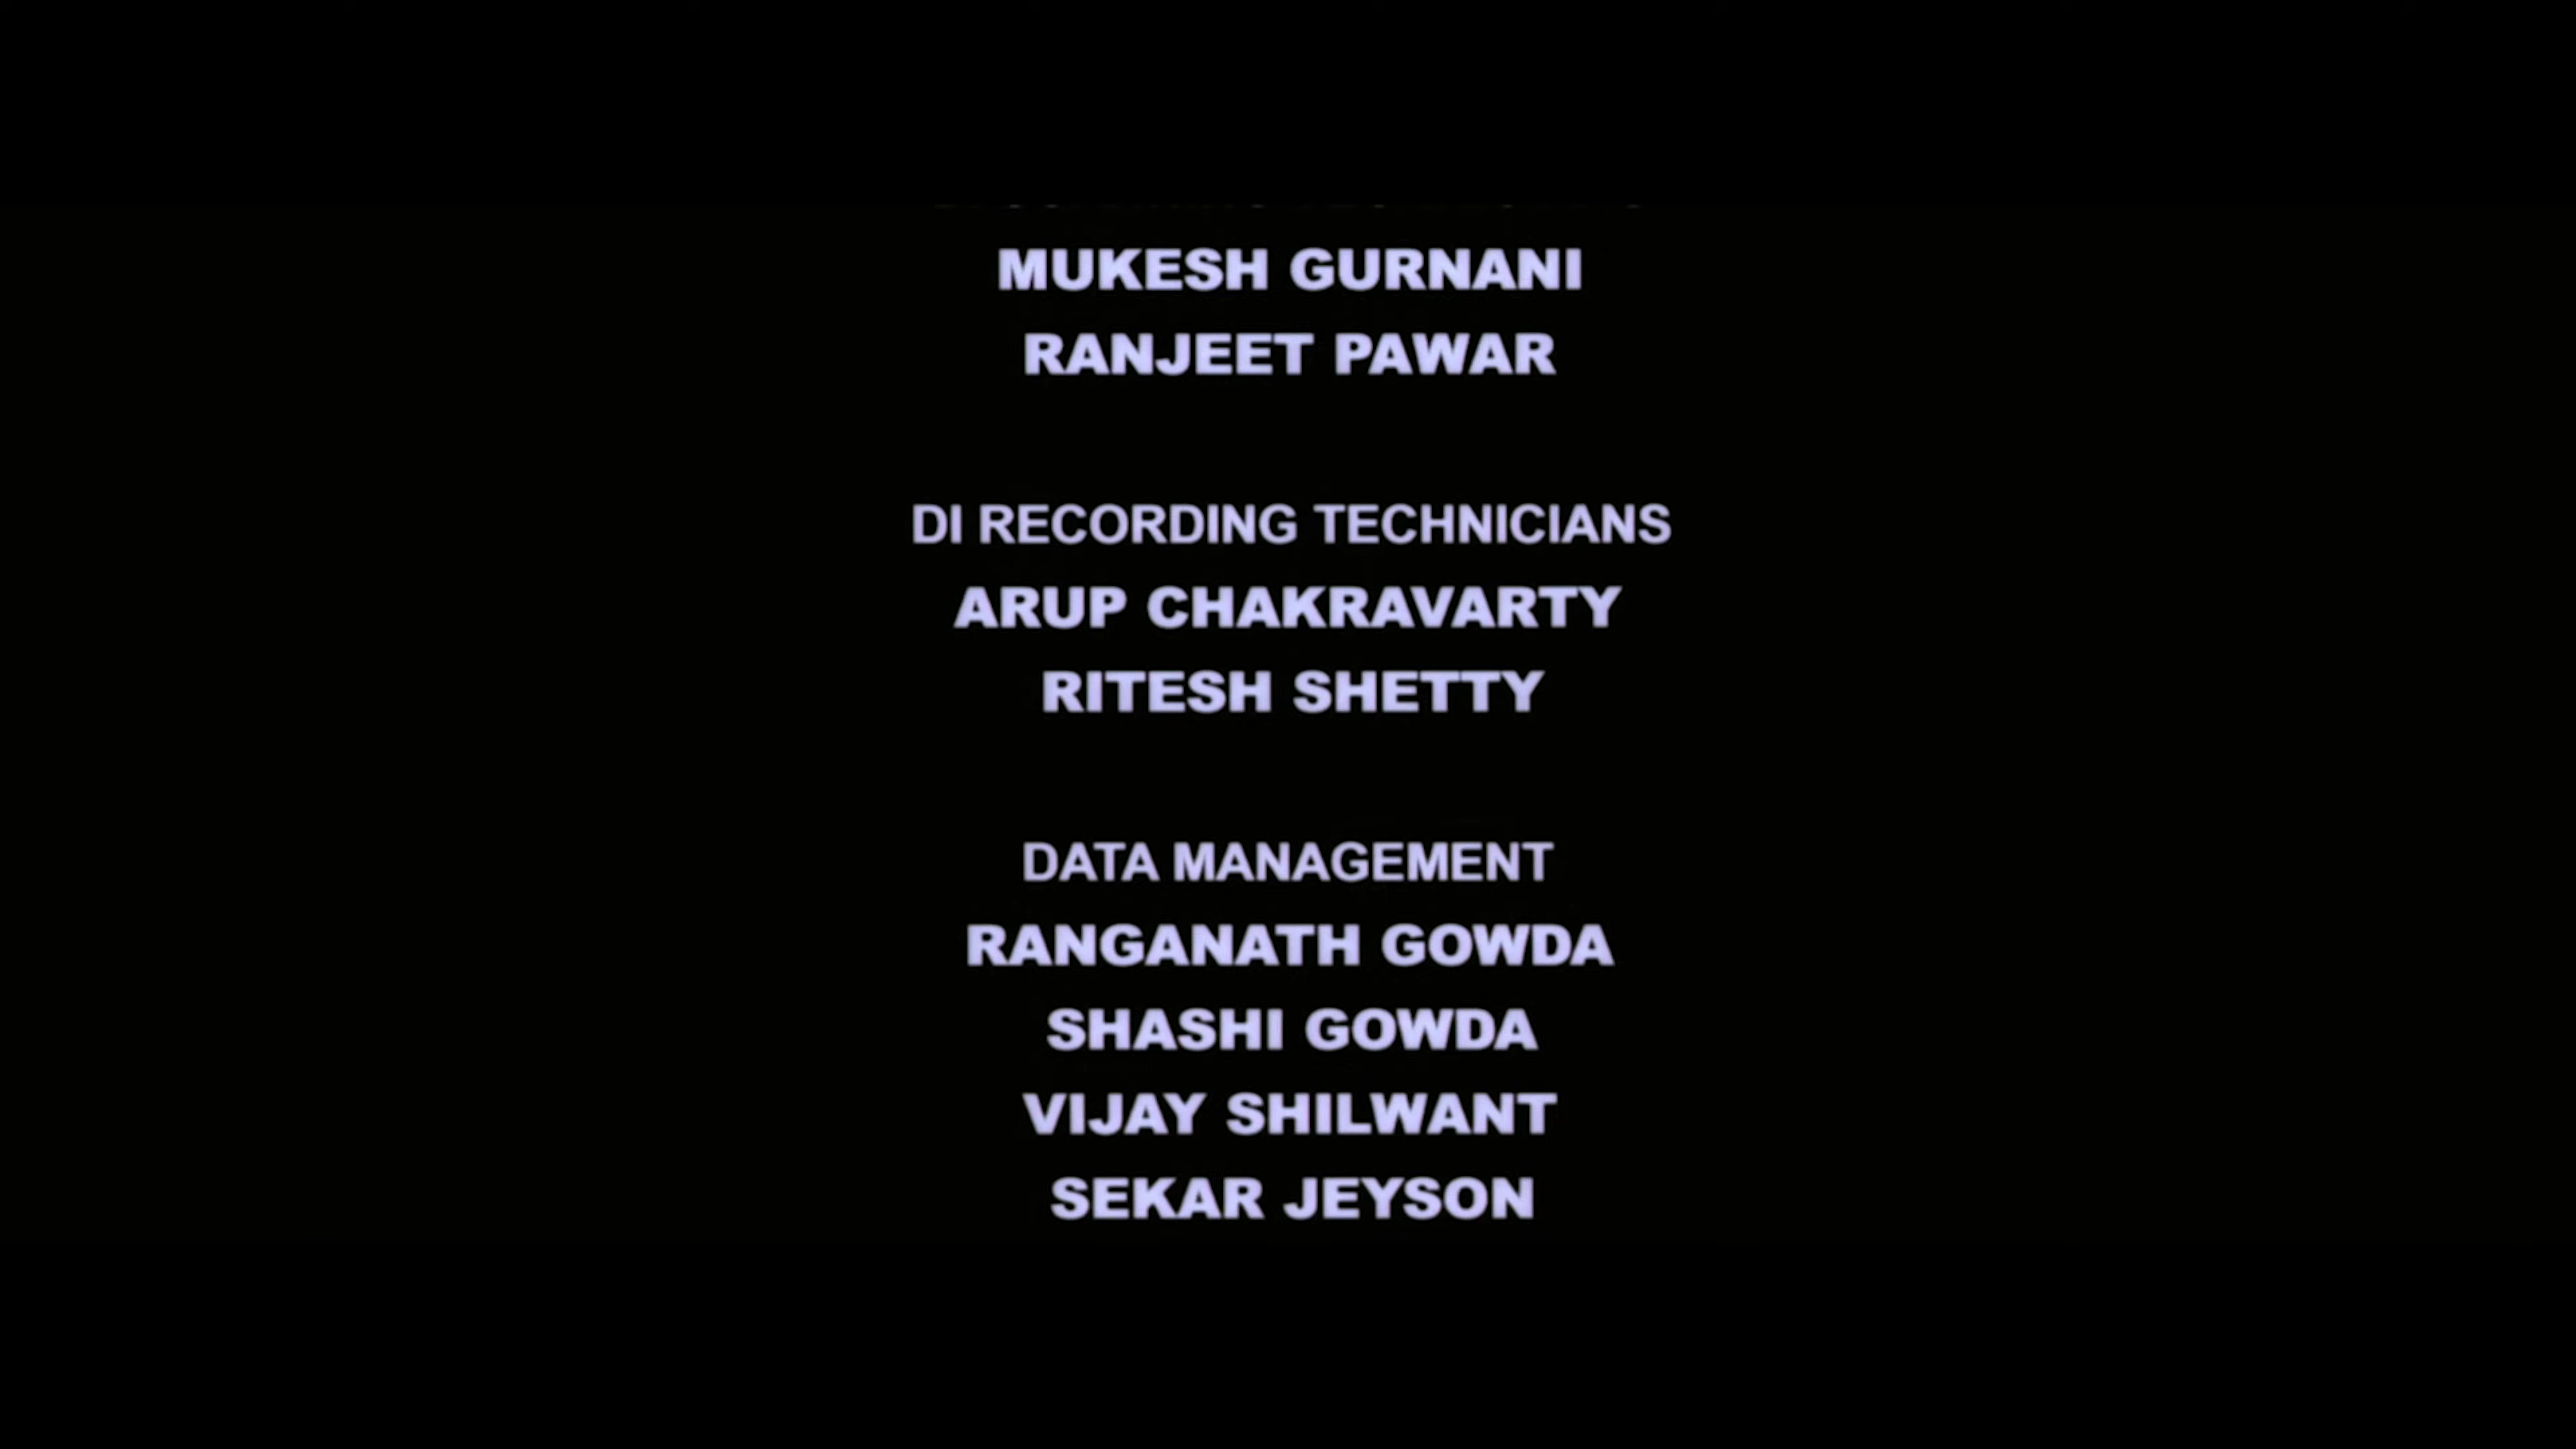 MUKESH GURNANI
RANJEET PAWAR
DI RECORDING TECHNICIANS
ARUP CHAKRAVARTY
RITESH SHETTY
DATA MANAGEMENT
RANGANATH GOWDA
SHASHI GOWDA
VIJAY SHILWANT
SEKAR JEYSON